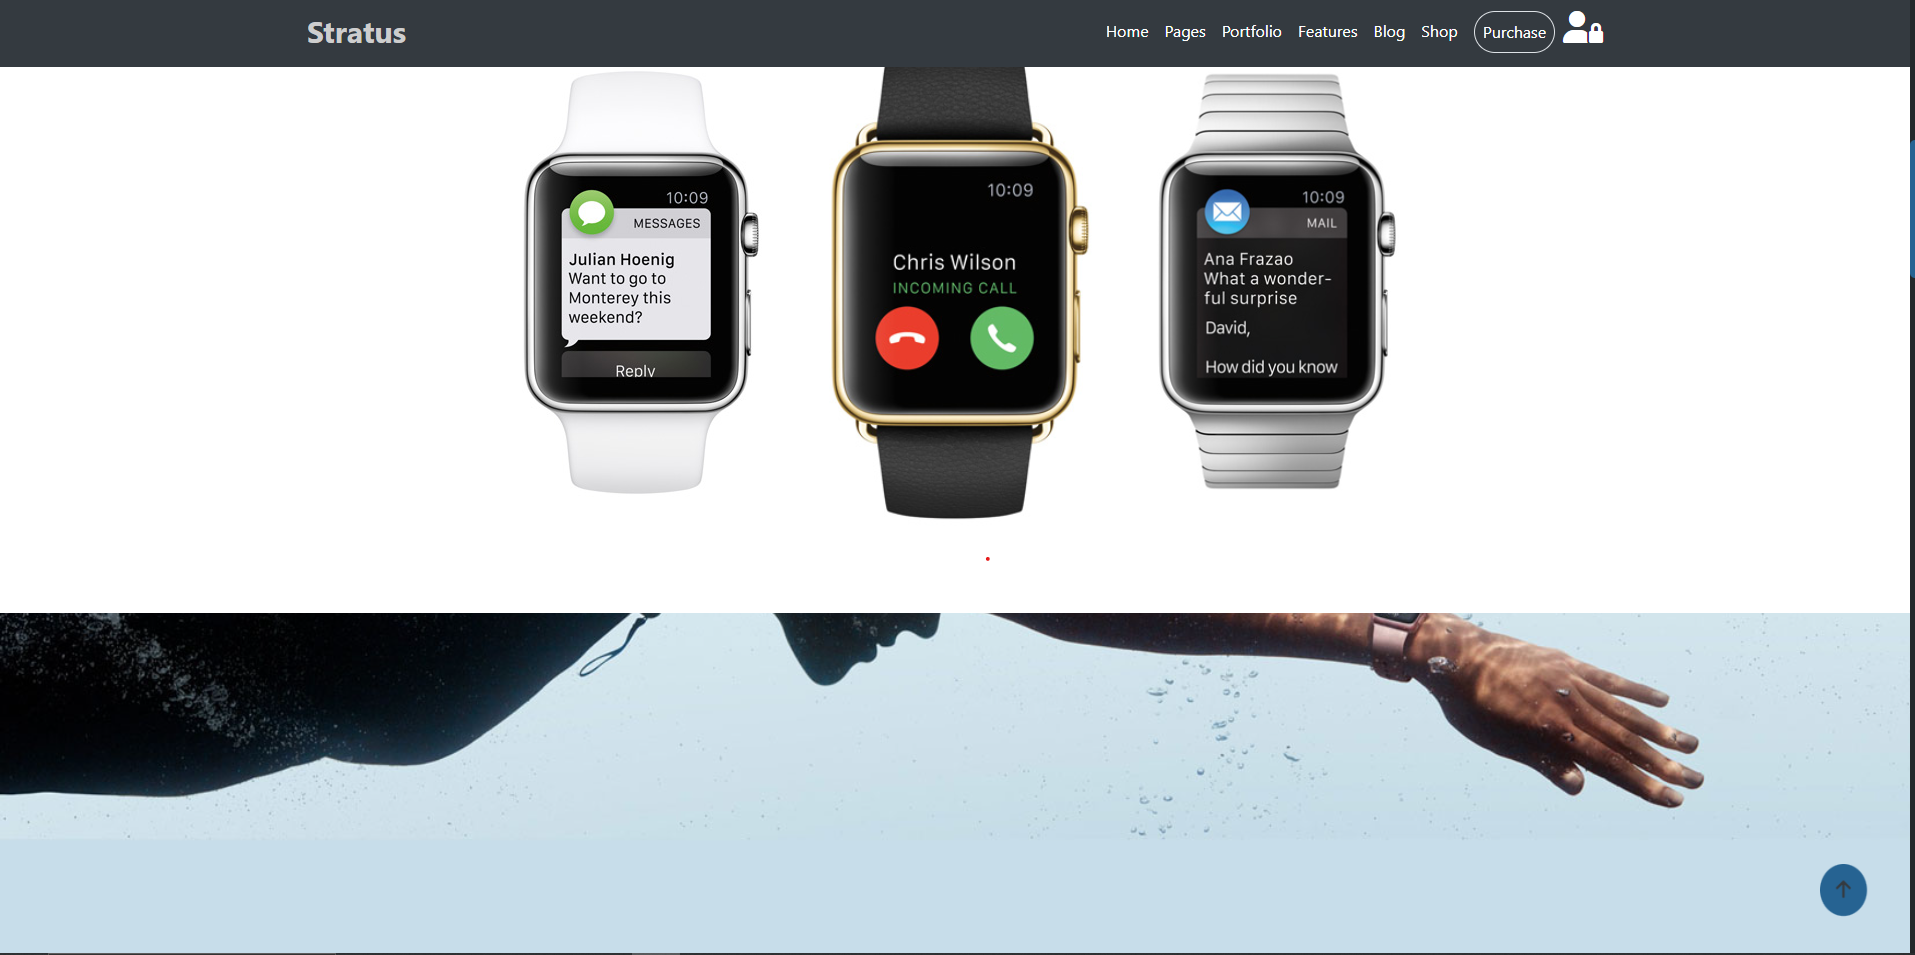 Stratus
Home Pages Portfolio Features Blog Shop Purchase
10:09
MESSAGES
Julian Hoenig
Want to go to
Monterey this
weekend?
Reply
10:09
Chris Wilson
INCOMING CALL
10:09
MAIL
Ana Frazao
What a wonder-
ful surprise
David,
How did you know